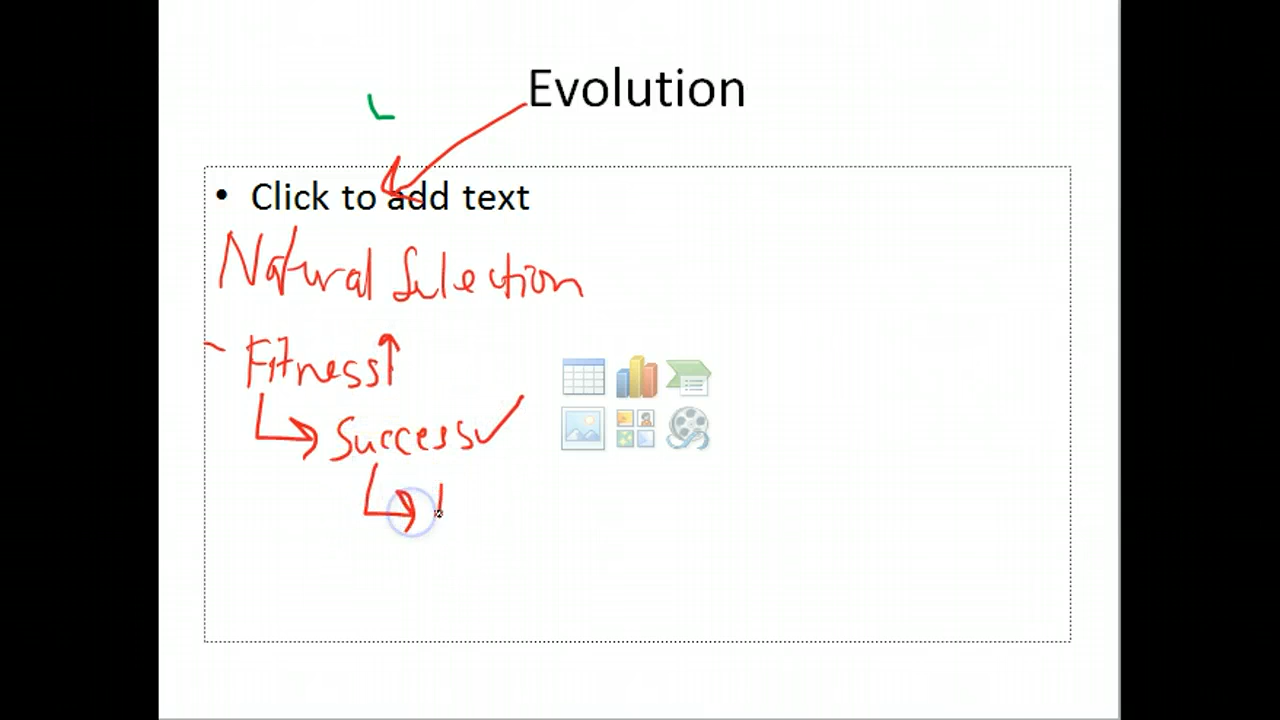 Evolution
• Click to add text
Natural Selection
- Fitness↑
↳ Success✓